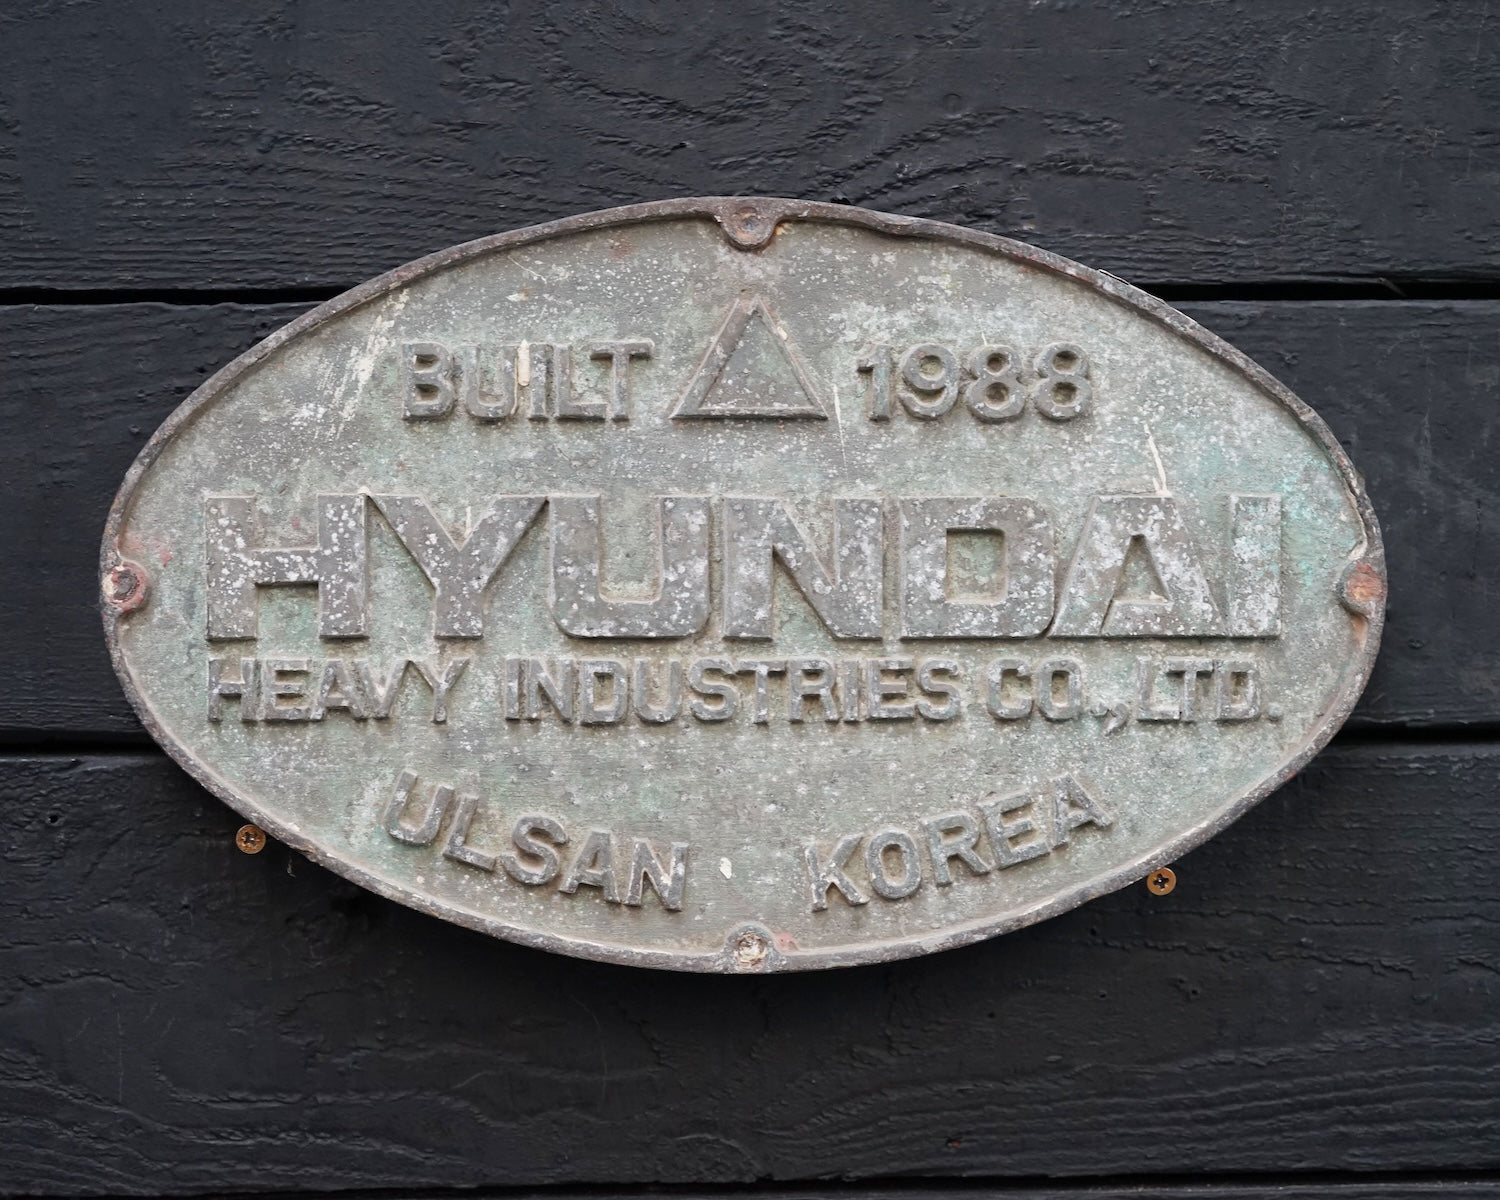 BUILT 1988
HYUNDAI
HEAVY INDUSTRIES CO., LTD.
ULSAN KOREA